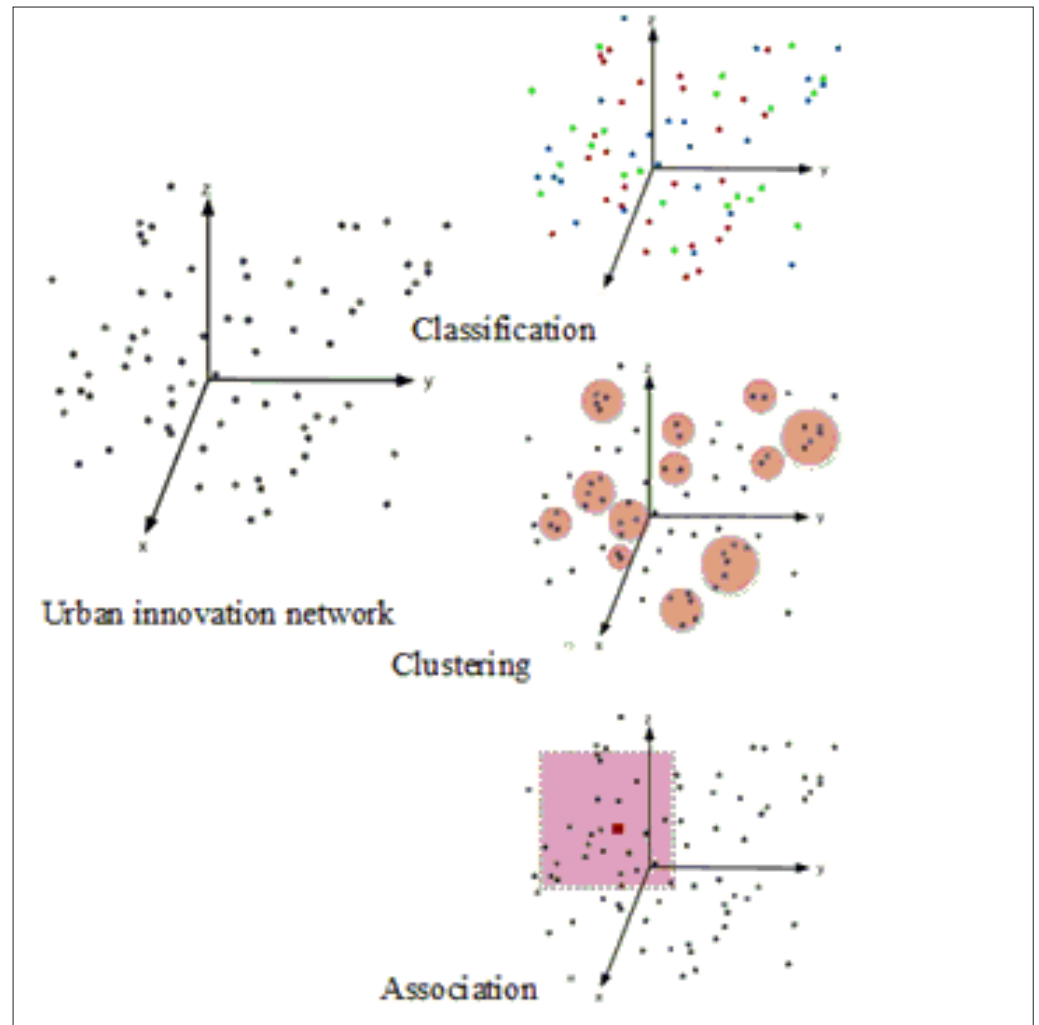 z
y
Classification
z
y
x
Urban innovation network
z
y
x
Clustering
z
y
x
Association